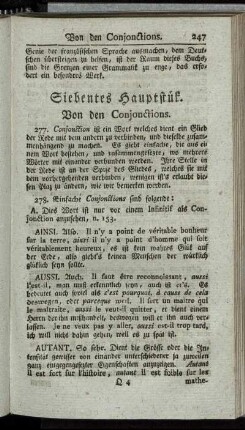 Von den Conjonctions. 247
Genie der französischen Sprache ausmachen, dem Deut-
schen übersteigen zu helfen, ist der Raum dieses Buchs,
sind die Grenzen einer Grammatik zu enge, das erfo-
dert ein besonders Werk.
Siebentes Hauptstük.
Von den Conjonctions.
277. Conjonction ist ein Wort welches dient ein Glied
der Rede mit dem andern zu verbinden, und dieselbe zusam-
menhängend zu machen. Es giebt einfache, die aus ei-
nem Wort bestehen, und zusammengesetzte, wo mehrere
Wörter mit einander verbunden werden. Ihre Stelle in
der Rede ist an der Spize des Gliedes, welches sie mit
dem vorhergehenden verbinden, weniger ist's erlaubt die-
sen Plaz zu ändern, wie wir bemerken werden.
278. Einfache Conjonctions sind folgende:
A. Dies Wort ist nur vor einem Infinitif als Con-
jonction anzusehen, n. 153.
AINSI. Also. Il n'y a point de véritable bonheur
sur la terre, ainsi il n'y a point d'homme qui soit
véritablement heureux; es ist kein wahres Glük auf
der Erde, also giebt's keinen Menschen der würklich
glüklich seyn sollte.
AUSSI. Auch. Il faut être reconnoissant, aussi
l'est-il, man muß erkenntlich seyn, auch ist er's. Es
bedeutet auch soviel als c'est pourquoi, à cause de cela
deswegen, oder parceque weil. Il sert un maître qui
le maltraite, aussi le veut-il quitter, er dient einem
Herrn der ihn mißhandelt, deswegen will er ihn auch ver-
lassen. Je ne veux pas y aller, aussi est-il trop tard,
ich will nicht dahin gehen, weil es zu spät ist.
AUTANT. So sehr. Dient die Grösse oder die In-
tensität gewisser von einander unterschiedener ja zuweilen
ganz entgegengesezter Eigenschaften anzuzeigen. Autant
il est fort sur l'histoire, autant il est foible sur les
Q 4 mathe-